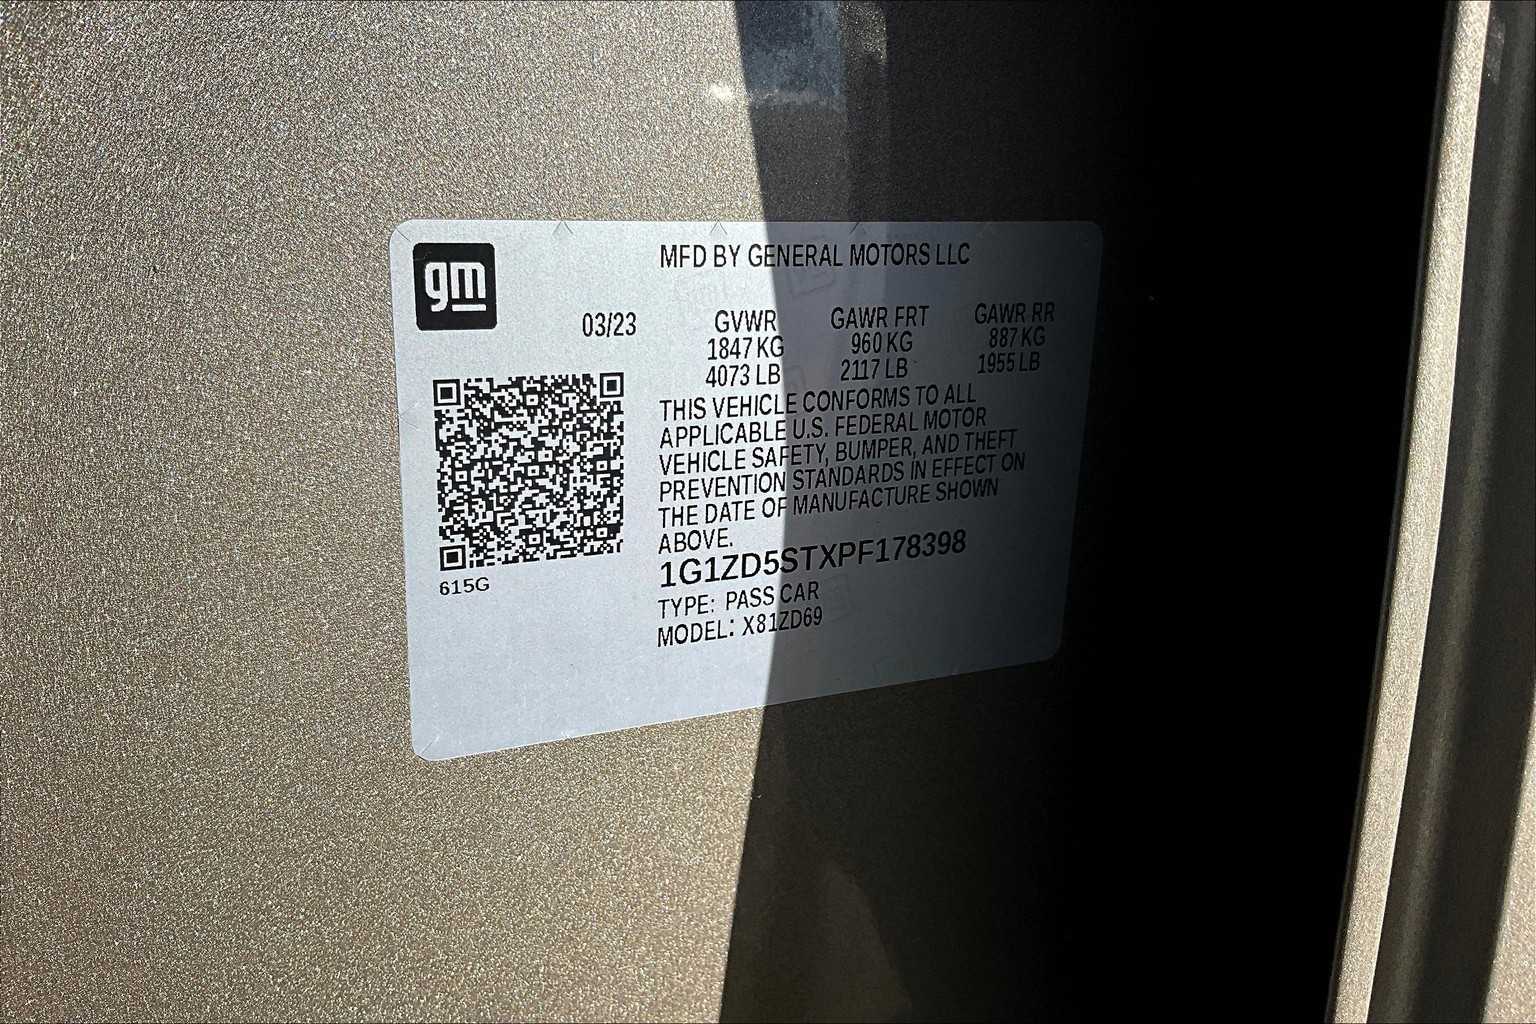 gm
MFD BY GENERAL MOTORS LLC
03/23 GVWR GAWR FRT GAWR RR
1847 KG 960 KG 887 KG
4073 LB 2117 LB 1955 LB
THIS VEHICLE CONFORMS TO ALL
APPLICABLE U.S. FEDERAL MOTOR
VEHICLE SAFETY, BUMPER, AND THEFT
PREVENTION STANDARDS IN EFFECT ON
THE DATE OF MANUFACTURE SHOWN
ABOVE.
1G1ZD5STXPF178398
615G
TYPE: PASS CAR
MODEL: X81ZD69